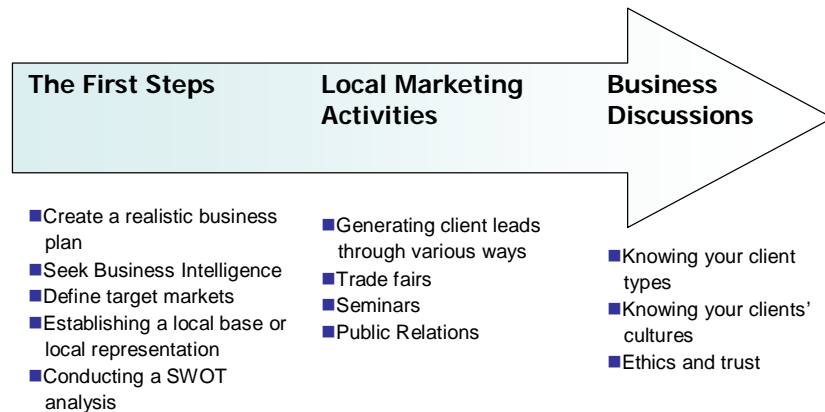 The First Steps
Local Marketing
Activities
Business
Discussions
■Create a realistic business
plan
■Seek Business Intelligence
■Define target markets
■Establishing a local base or
local representation
■Conducting a SWOT
analysis
■Generating client leads
through various ways
■Trade fairs
■Seminars
■Public Relations
■Knowing your client
types
■Knowing your clients’
cultures
■Ethics and trust